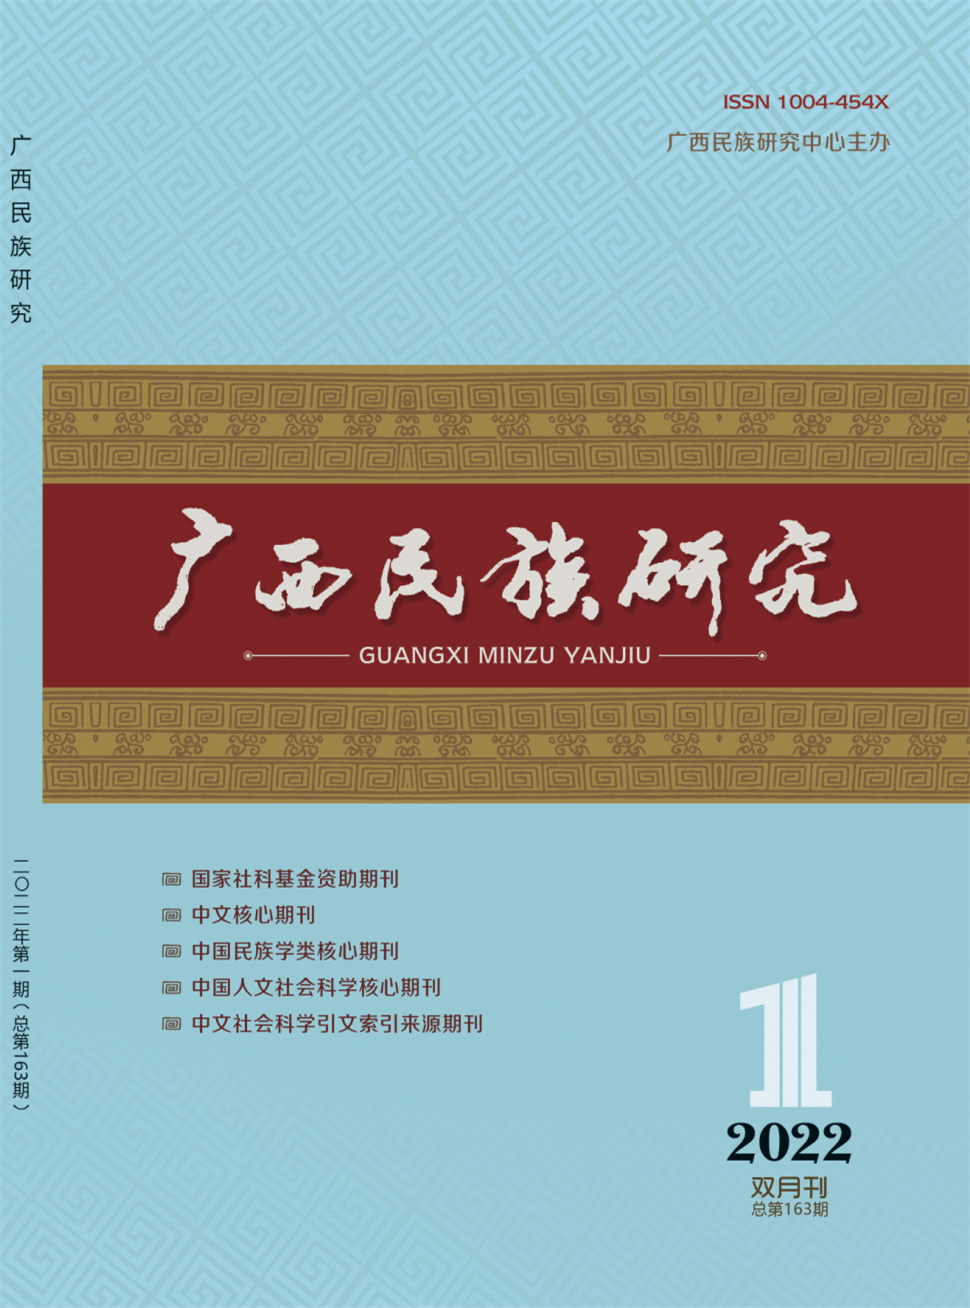 ISSN 1004-454X
广西民族研究中心主办
广西民族研究
广西民族研究
GUANGXI MINZU YANJIU
国家社科基金资助期刊
中文核心期刊
中国民族学类核心期刊
中国人文社会科学核心期刊
中文社会科学引文索引来源期刊
二〇二二年第一期（总第163期）
1
2022
双月刊
总第163期